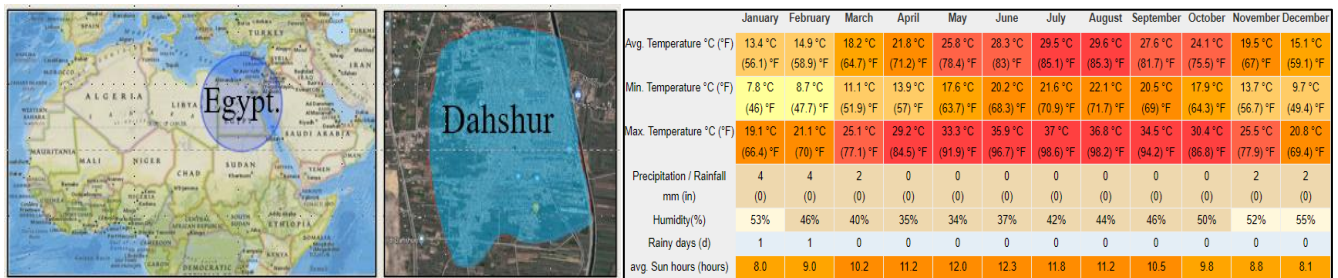 SPAIN
TURKEY
MOROCCO
ALGERIA
LIBYA
Egypt.
SAUDI ARABIA
MAURITANIA
MALI
NIGER
CHAD
SUDAN
YEMEN
NIGERIA
ETHIOPIA
DEMOCRATIC
Dahshur
January February March April May June July August September October November December
Avg. Temperature °C (°F) 13.4 °C 14.9 °C 18.2 °C 21.8 °C 25.8 °C 28.3 °C 29.5 °C 29.6 °C 27.6 °C 24.1 °C 19.5 °C 15.1 °C
(56.1) °F (58.9) °F (64.7) °F (71.2) °F (78.4) °F (83) °F (85.1) °F (85.3) °F (81.7) °F (75.5) °F (67) °F (59.1) °F
Min. Temperature °C (°F) 7.8 °C 8.7 °C 11.1 °C 13.9 °C 17.6 °C 20.2 °C 21.6 °C 22.1 °C 20.5 °C 17.9 °C 13.7 °C 9.7 °C
(46) °F (47.7) °F (51.9) °F (57) °F (63.7) °F (68.3) °F (70.9) °F (71.7) °F (69) °F (64.3) °F (56.7) °F (49.4) °F
Max. Temperature °C (°F) 19.1 °C 21.1 °C 25.1 °C 29.2 °C 33.3 °C 35.9 °C 37 °C 36.8 °C 34.5 °C 30.4 °C 25.5 °C 20.8 °C
(66.4) °F (70) °F (77.1) °F (84.5) °F (91.9) °F (96.7) °F (98.6) °F (98.2) °F (94.2) °F (86.8) °F (77.9) °F (69.4) °F
Precipitation / Rainfall 4 4 2 0 0 0 0 0 0 0 2 2
mm (in) (0) (0) (0) (0) (0) (0) (0) (0) (0) (0) (0) (0)
Humidity(%) 53% 46% 40% 35% 34% 37% 42% 44% 46% 50% 52% 55%
Rainy days (d) 1 1 0 0 0 0 0 0 0 0 0 0
avg. Sun hours (hours) 8.0 9.0 10.2 11.2 12.0 12.3 11.8 11.2 10.5 9.8 8.8 8.1